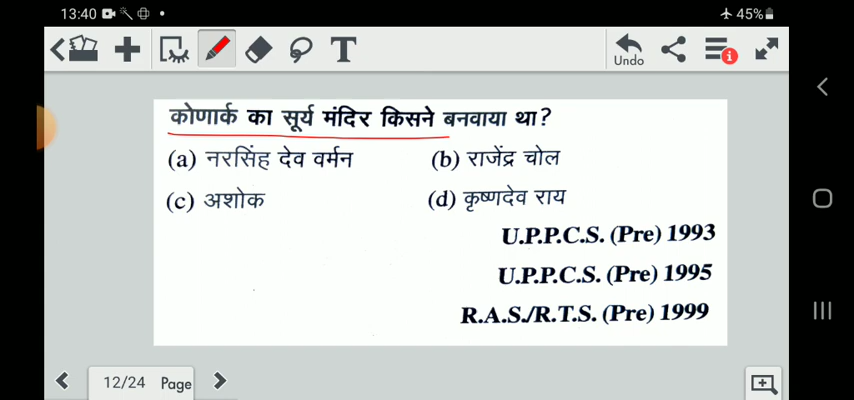 13:40
45%
T
Undo
कोणार्क का सूर्य मंदिर किसने बनवाया था?
(a) नरसिंह देव वर्मन (b) राजेंद्र चोल
(c) अशोक (d) कृष्णदेव राय
U.P.P.C.S. (Pre) 1993
U.P.P.C.S. (Pre) 1995
R.A.S./R.T.S. (Pre) 1999
12/24 Page